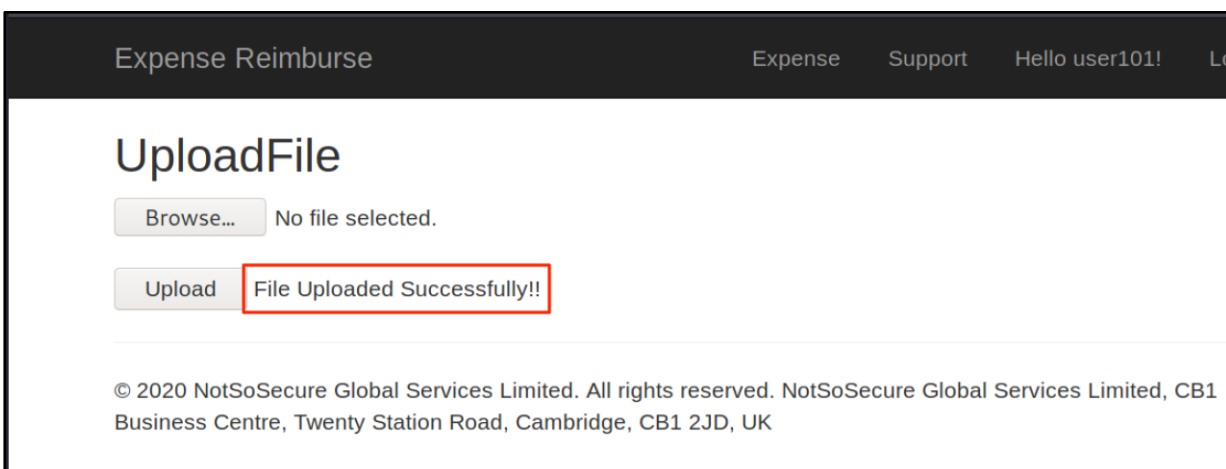 Expense Reimburse Expense Support Hello user101!
UploadFile
Browse... No file selected.
Upload File Uploaded Successfully!!
© 2020 NotSoSecure Global Services Limited. All rights reserved. NotSoSecure Global Services Limited, CB1
Business Centre, Twenty Station Road, Cambridge, CB1 2JD, UK